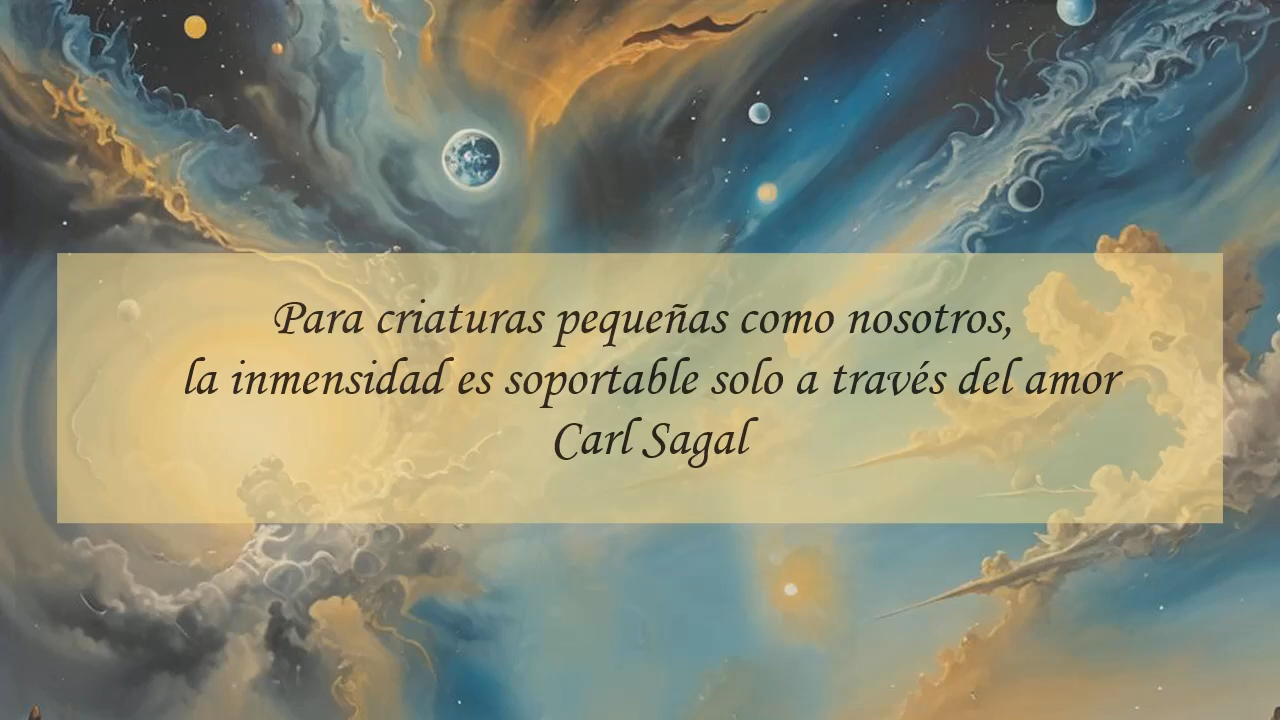 Para criaturas pequeñas como nosotros,
la inmensidad es soportable solo a través del amor
Carl Sagal